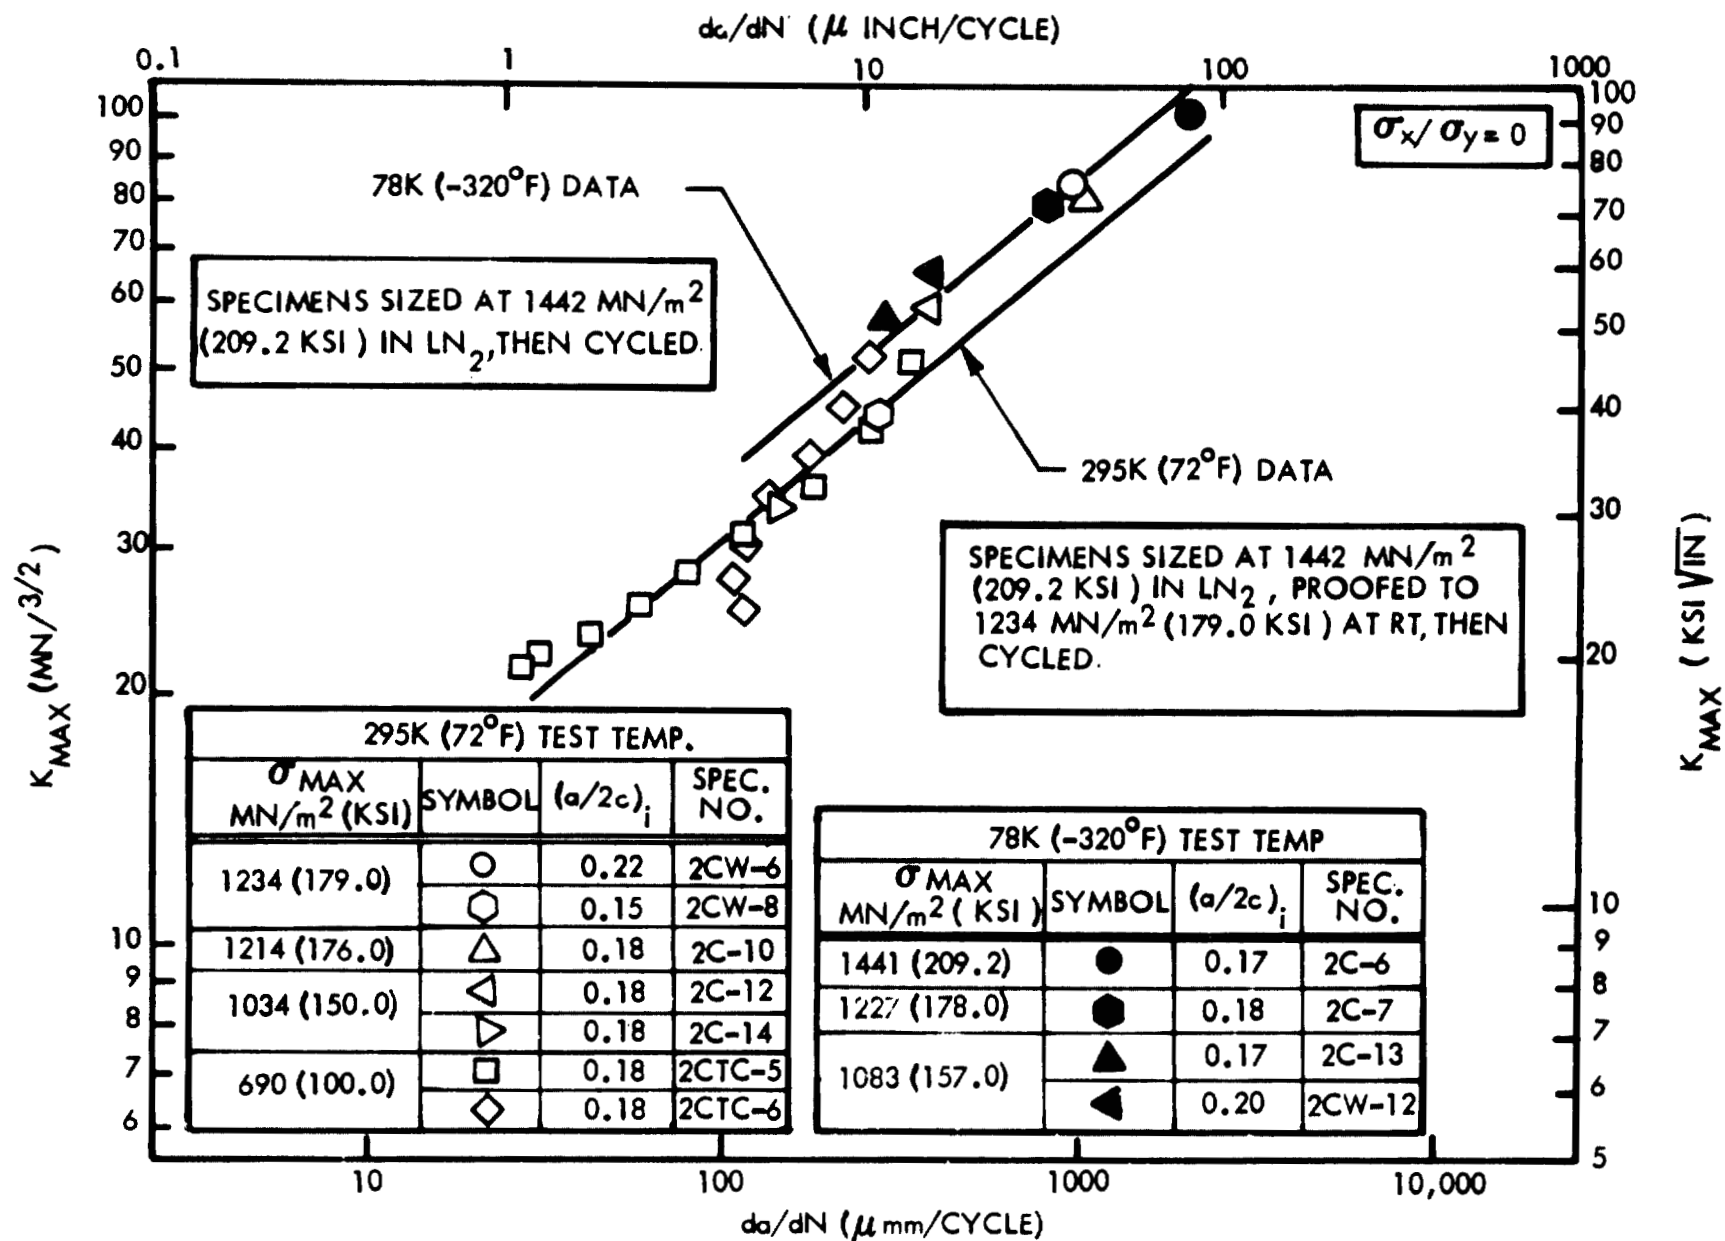 da/dN (μ INCH/CYCLE)
0.1 1 10 100 1000
100
90
80
70
60
50
40
30
20
10
9
8
7
6
K MAX (MN/3/2)
100
90
80
70
60
50
40
30
20
10
9
8
7
6
5
K MAX (KSI √IN)
σx/σy = 0
78K (-320°F) DATA
SPECIMENS SIZED AT 1442 MN/m2
(209.2 KSI) IN LN2, THEN CYCLED.
295K (72°F) DATA
SPECIMENS SIZED AT 1442 MN/m2
(209.2 KSI) IN LN2, PROOFED TO
1234 MN/m2 (179.0 KSI) AT RT, THEN
CYCLED.
295K (72°F) TEST TEMP.
σ MAX MN/m2 (KSI) SYMBOL (a/2c)i SPEC. NO.
1234 (179.0) 0.22 2CW-6
0.15 2CW-8
1214 (176.0) 0.18 2C-10
1034 (150.0) 0.18 2C-12
0.18 2C-14
690 (100.0) 0.18 2CTC-5
0.18 2CTC-6
78K (-320°F) TEST TEMP
σ MAX MN/m2 (KSI) SYMBOL (a/2c)i SPEC. NO.
1441 (209.2) 0.17 2C-6
1227 (178.0) 0.18 2C-7
1083 (157.0) 0.17 2C-13
0.20 2CW-12
10 100 1000 10,000
da/dN (μmm/CYCLE)